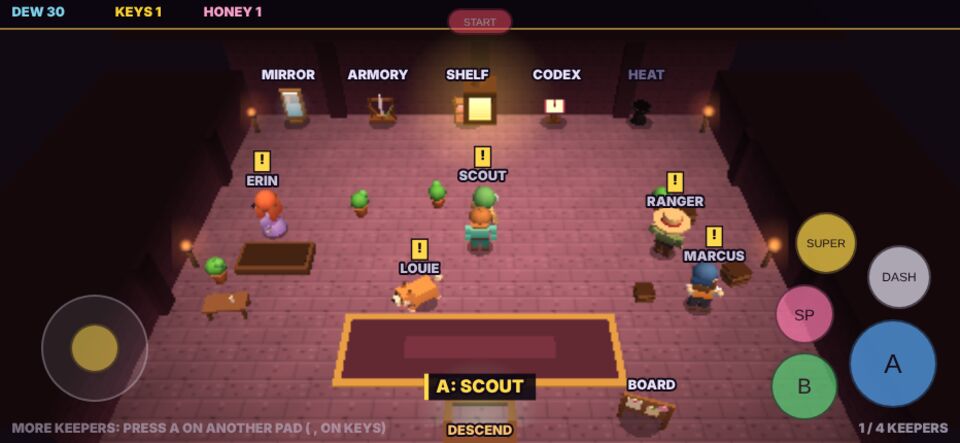 DEW 30 KEYS 1 HONEY 1
START
MIRROR ARMORY SHELF CODEX HEAT
!
SCOUT
!
ERIN
!
RANGER
!
MARCUS
!
LOUIE
SUPER
DASH
SP
A
B
A: SCOUT
BOARD
DESCEND
MORE KEEPERS: PRESS A ON ANOTHER PAD ( , ON KEYS)
1 / 4 KEEPERS